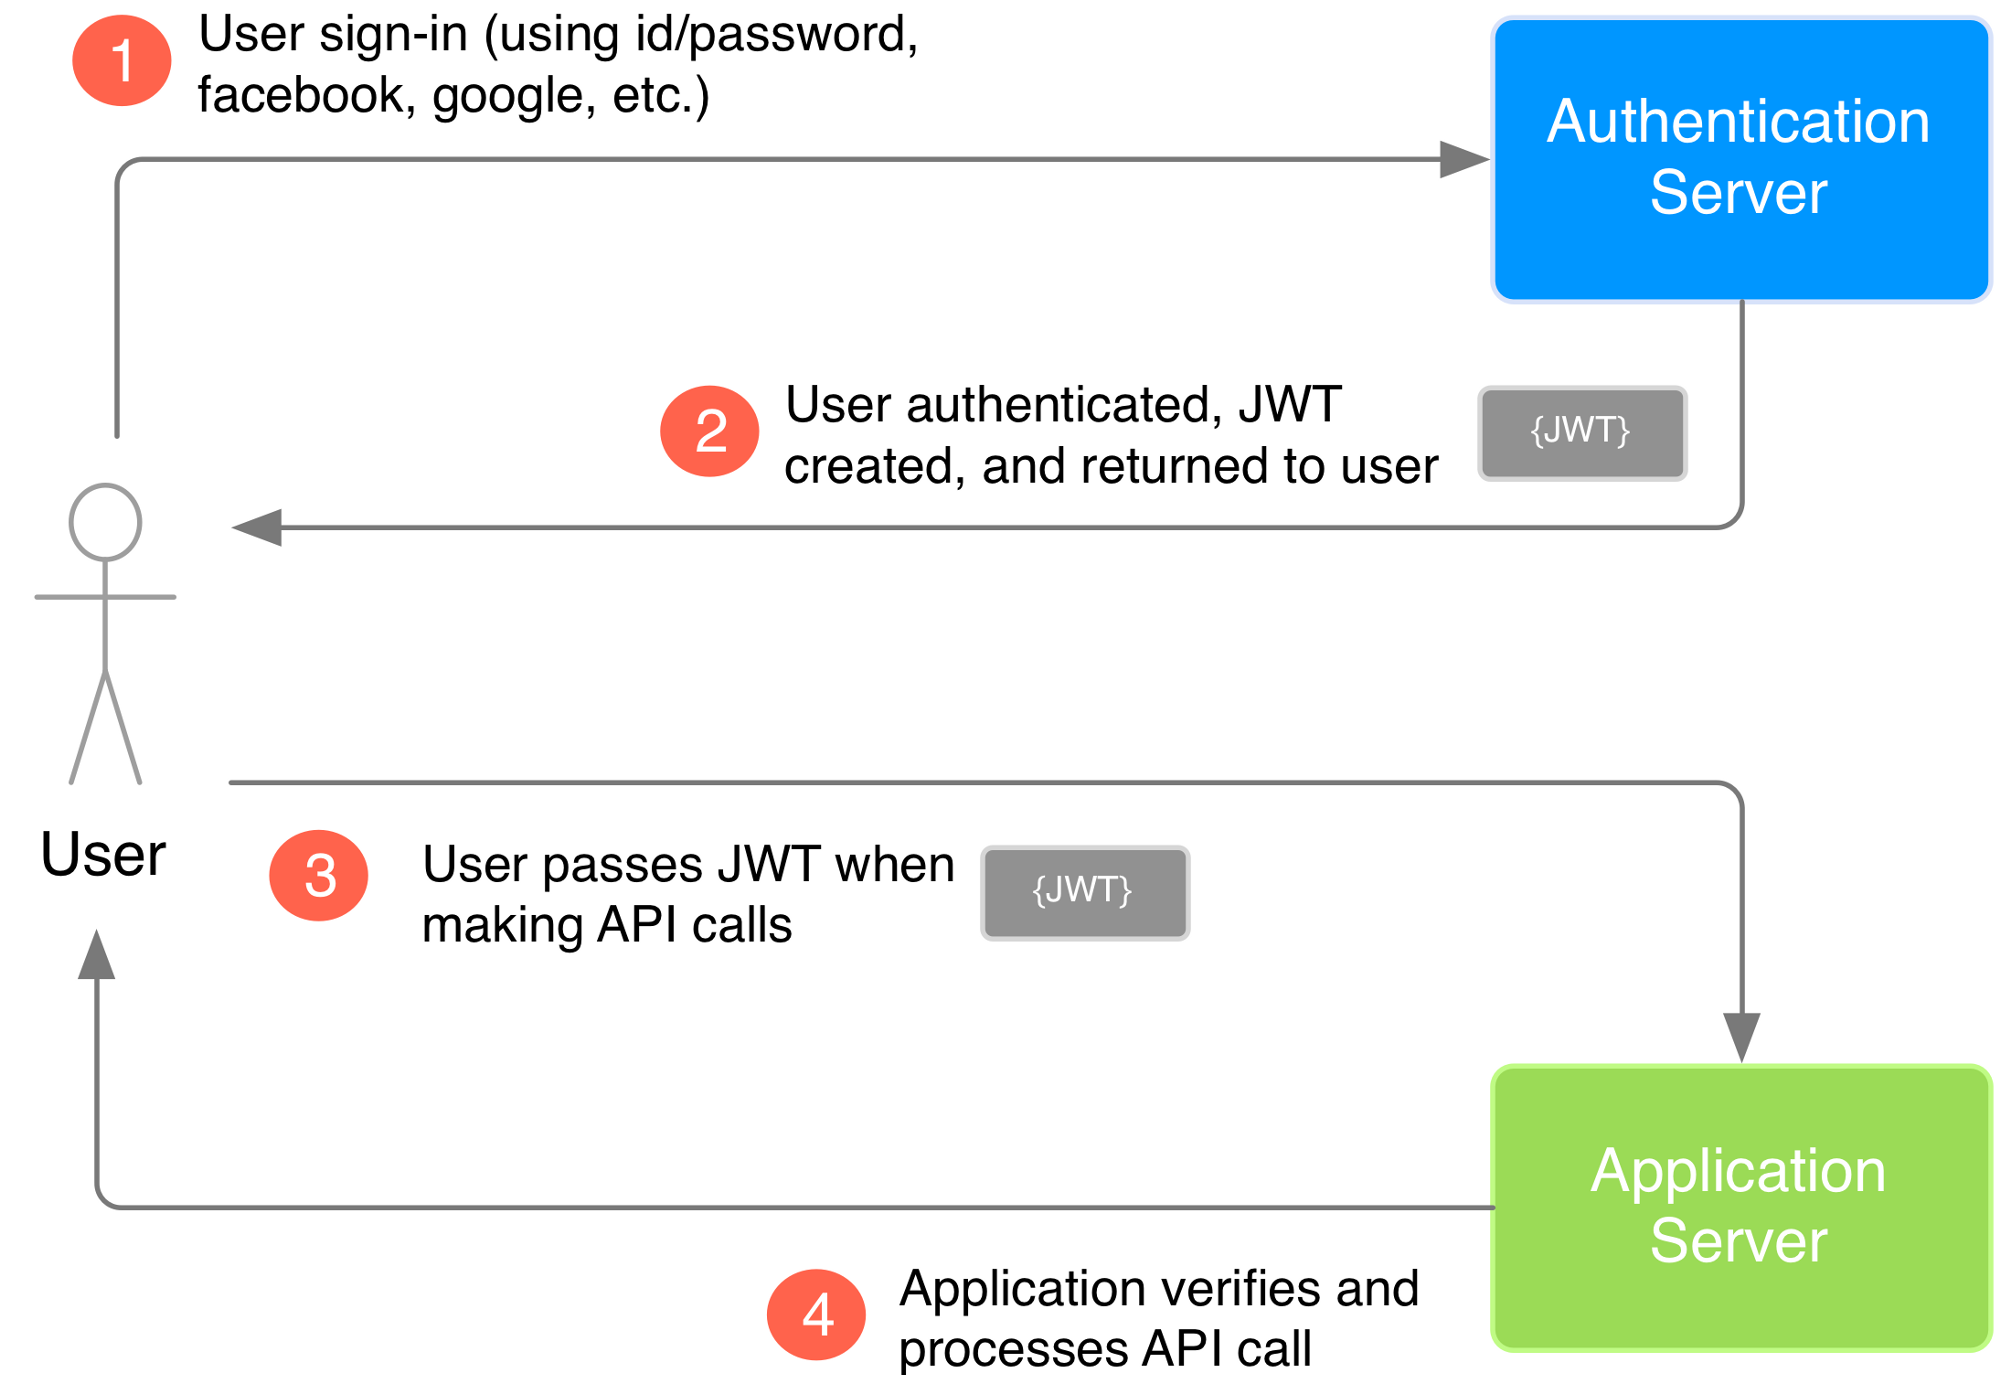 1
User sign-in (using id/password,
facebook, google, etc.)
Authentication
Server
2
User authenticated, JWT
created, and returned to user
{JWT}
User
3
User passes JWT when
making API calls
{JWT}
Application
Server
4
Application verifies and
processes API call